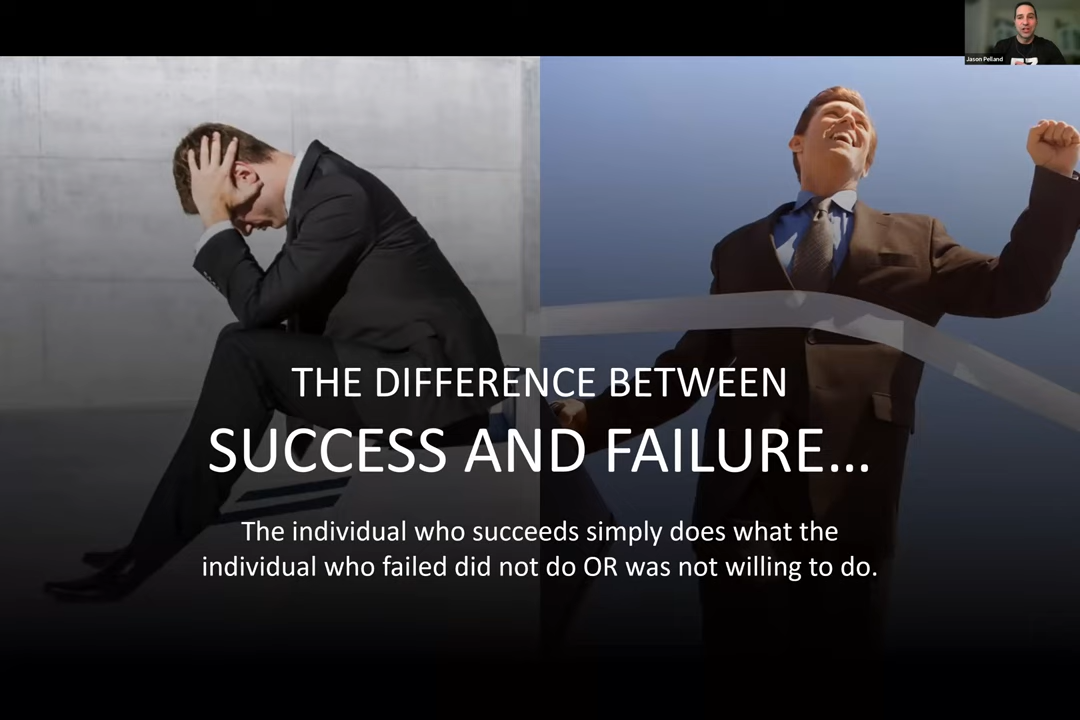 Jason Pelland
THE DIFFERENCE BETWEEN
SUCCESS AND FAILURE...
The individual who succeeds simply does what the
individual who failed did not do OR was not willing to do.